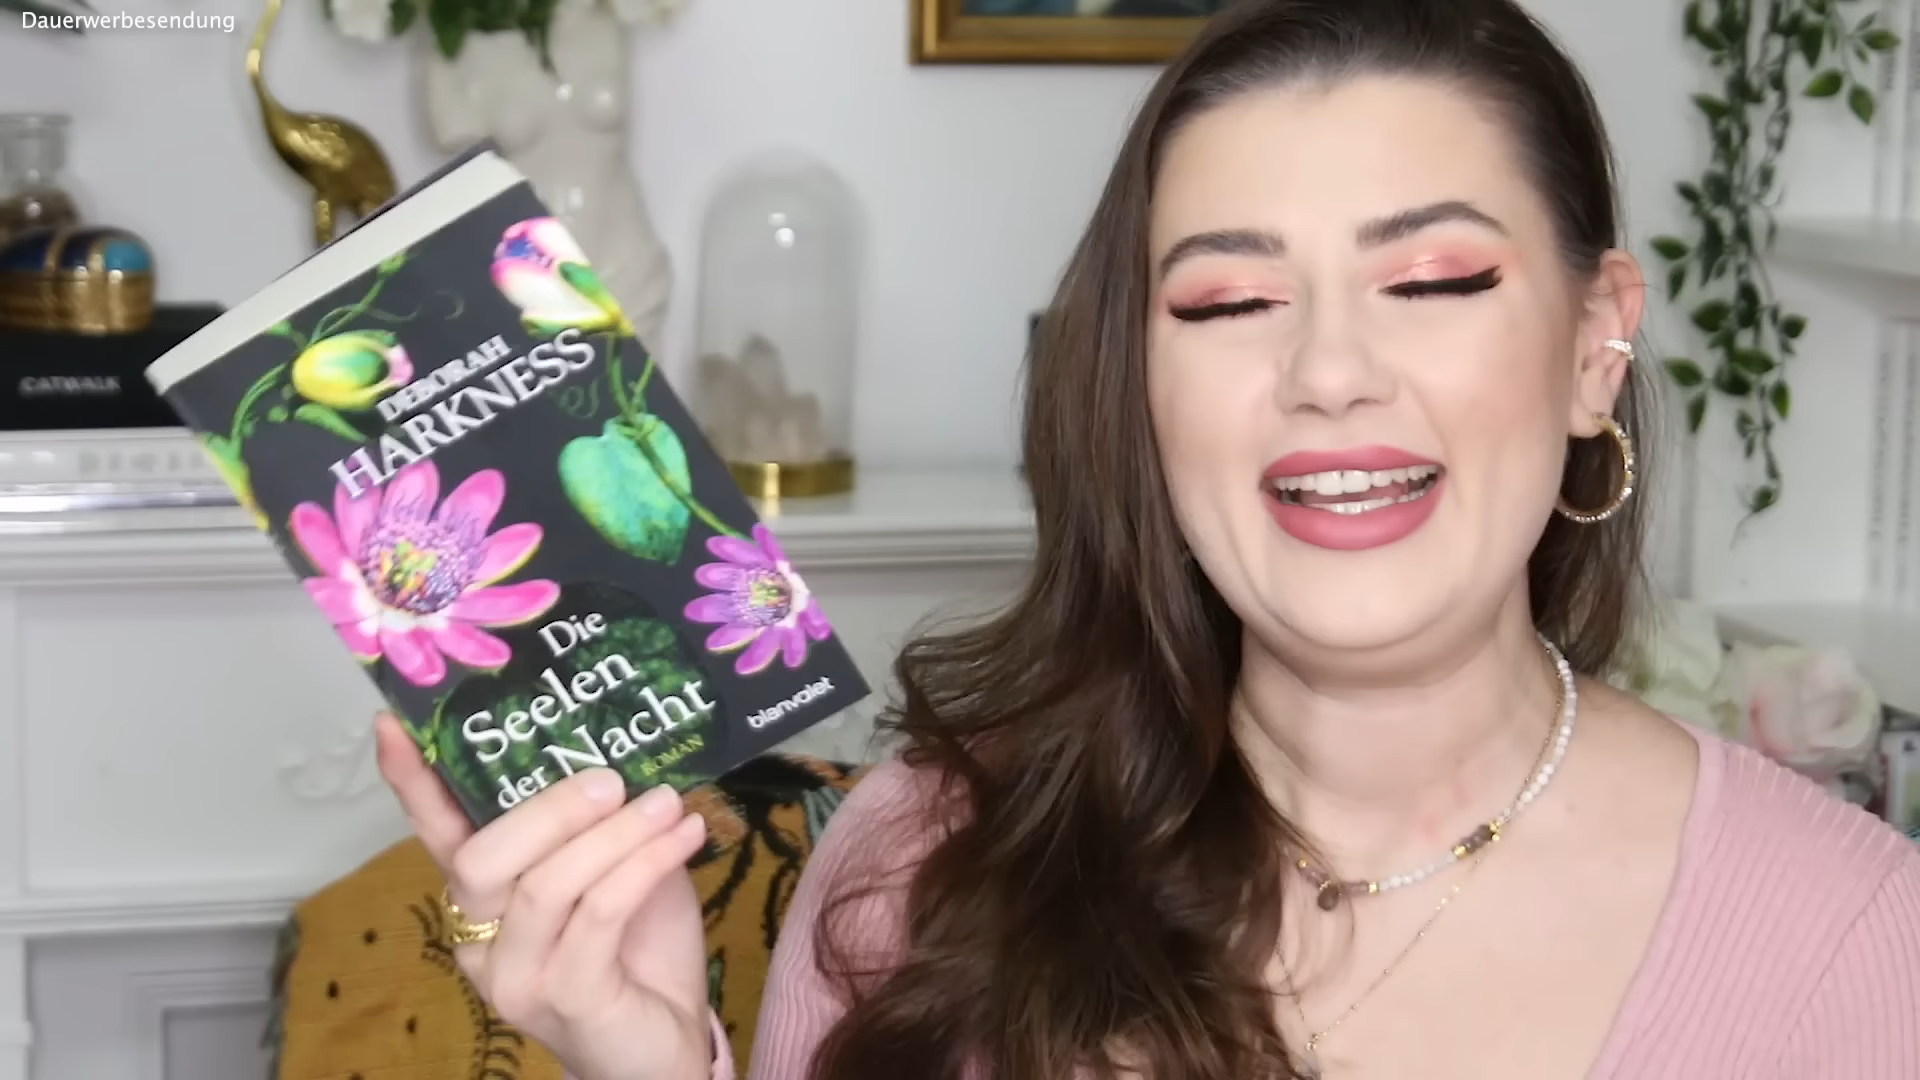 Dauerwerbesendung
CATWALK
DEBORAH
HARKNESS
Die
Seelen
der Nacht
ROMAN
blanvalet